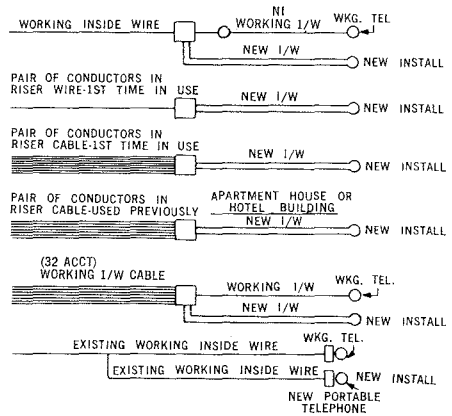 NI
WORKING INSIDE WIRE
WORKING I/W
WKG. TEL
NEW I/W
NEW INSTALL
PAIR OF CONDUCTORS IN
RISER WIRE-1ST TIME IN USE
NEW I/W
NEW INSTALL
PAIR OF CONDUCTORS IN
RISER CABLE-1ST TIME IN USE
NEW I/W
NEW INSTALL
PAIR OF CONDUCTORS IN
RISER CABLE-USED PREVIOUSLY
APARTMENT HOUSE OR
HOTEL BUILDING
NEW I/W
NEW INSTALL
(32 ACCT)
WORKING I/W CABLE
WORKING I/W
WKG. TEL.
NEW I/W
NEW INSTALL
EXISTING WORKING INSIDE WIRE
WKG. TEL.
EXISTING WORKING INSIDE WIRE
NEW INSTALL
NEW PORTABLE
TELEPHONE